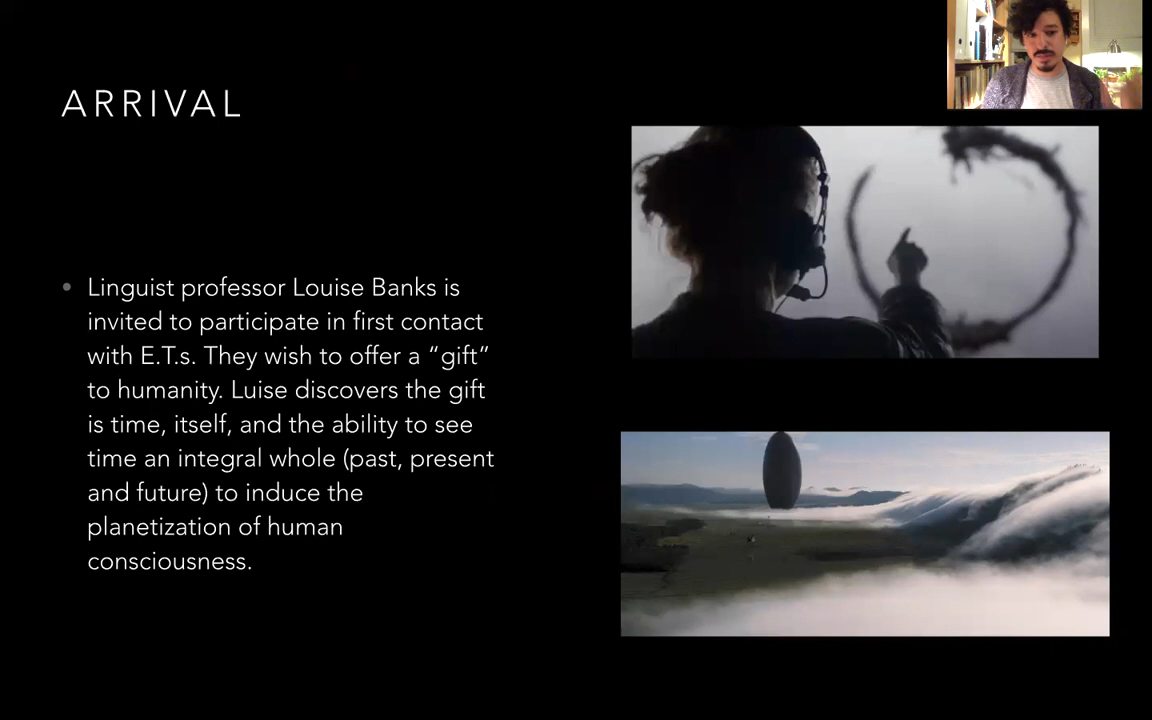 ARRIVAL
• Linguist professor Louise Banks is
invited to participate in first contact
with E.T.s. They wish to offer a “gift”
to humanity. Luise discovers the gift
is time, itself, and the ability to see
time an integral whole (past, present
and future) to induce the
planetization of human
consciousness.